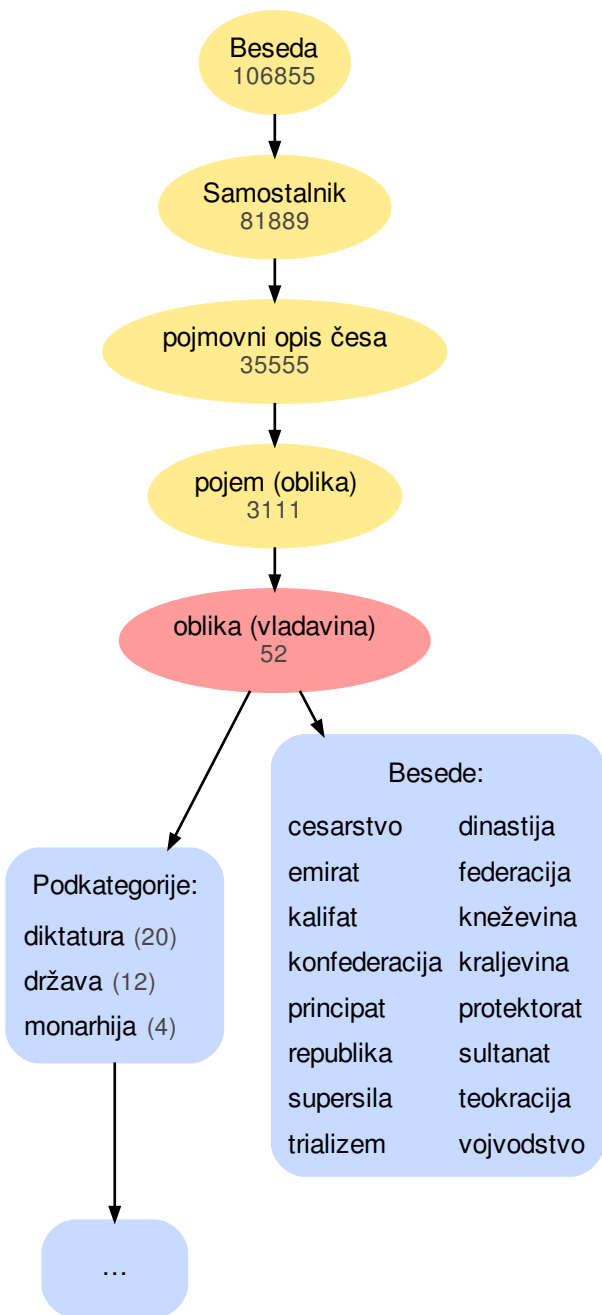 Beseda
106855
Samostalnik
81889
pojmovni opis česa
35555
pojem (oblika)
3111
oblika (vladavina)
52
Podkategorije:
diktatura (20)
država (12)
monarhija (4)
...
Besede:
cesarstvo dinastija
emirat federacija
kalifat kneževina
konfederacija kraljevina
principat protektorat
republika sultanat
supersila teokracija
trializem vojvodstvo